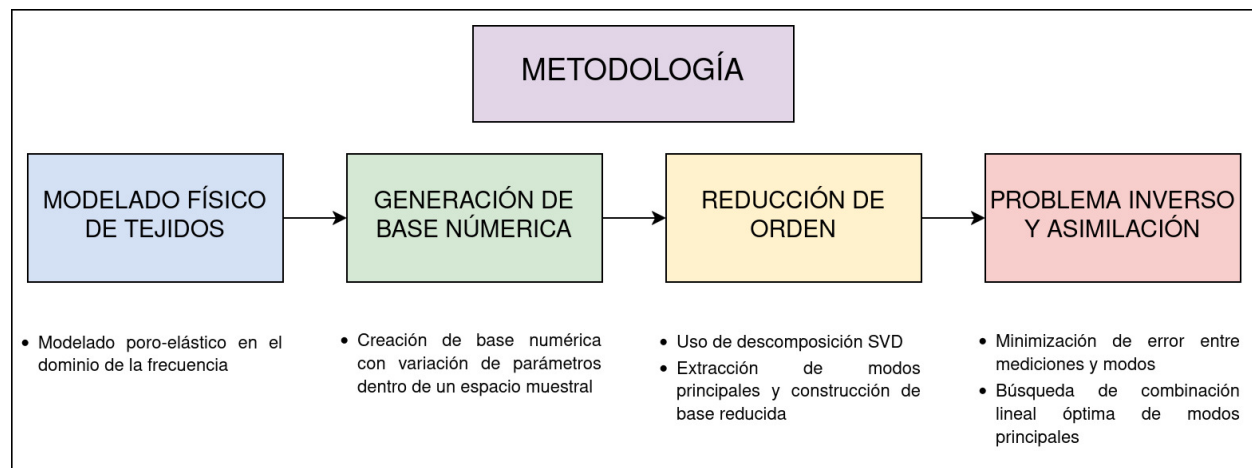 METODOLOGÍA
MODELADO FÍSICO
DE TEJIDOS
GENERACIÓN DE
BASE NÚMERICA
REDUCCIÓN DE
ORDEN
PROBLEMA INVERSO
Y ASIMILACIÓN
• Modelado poro-elástico en el
dominio de la frecuencia
• Creación de base numérica
con variación de parámetros
dentro de un espacio muestral
• Uso de descomposición SVD
• Extracción de modos
principales y construcción de
base reducida
• Minimización de error entre
mediciones y modos
• Búsqueda de combinación
lineal óptima de modos
principales